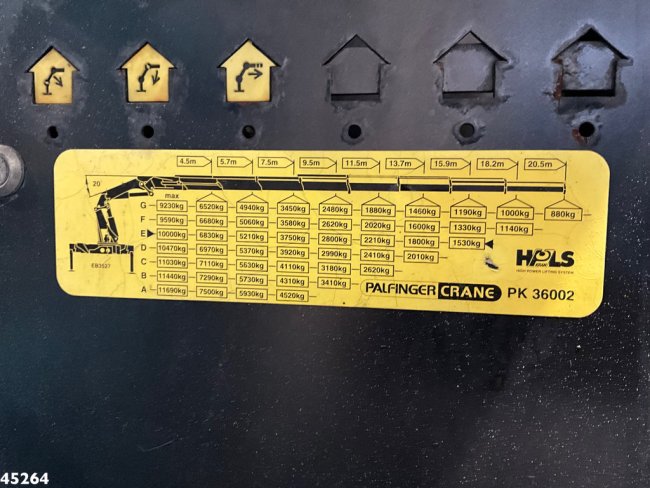 4.5m 5.7m 7.5m 9.5m 11.5m 13.7m 15.9m 18.2m 20.5m
20
max
G 9230kg 6520kg 4940kg 3450kg 2480kg 1880kg 1460kg 1190kg 1000kg 880kg
F 9590kg 6680kg 5060kg 3580kg 2620kg 2020kg 1600kg 1330kg 1140kg
E 10000kg 6830kg 5210kg 3750kg 2800kg 2210kg 1800kg 1530kg
D 10470kg 6970kg 5370kg 3920kg 2990kg 2410kg 2010kg
C 11030kg 7110kg 5630kg 4110kg 3180kg 2620kg
B 11440kg 7290kg 5730kg 4310kg 3410kg
A 11690kg 7500kg 5930kg 4520kg
EB3527
HPLS
HIGH POWER LIFTING SYSTEM
PALFINGER CRANE PK 36002
45264